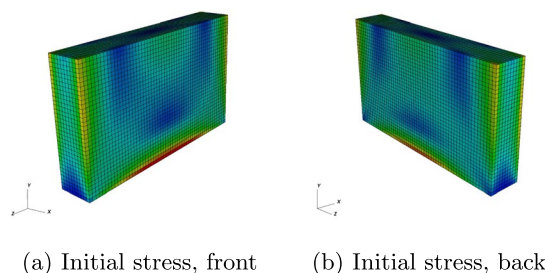 Y
Z
X
Y
X
Z
(a) Initial stress, front
(b) Initial stress, back